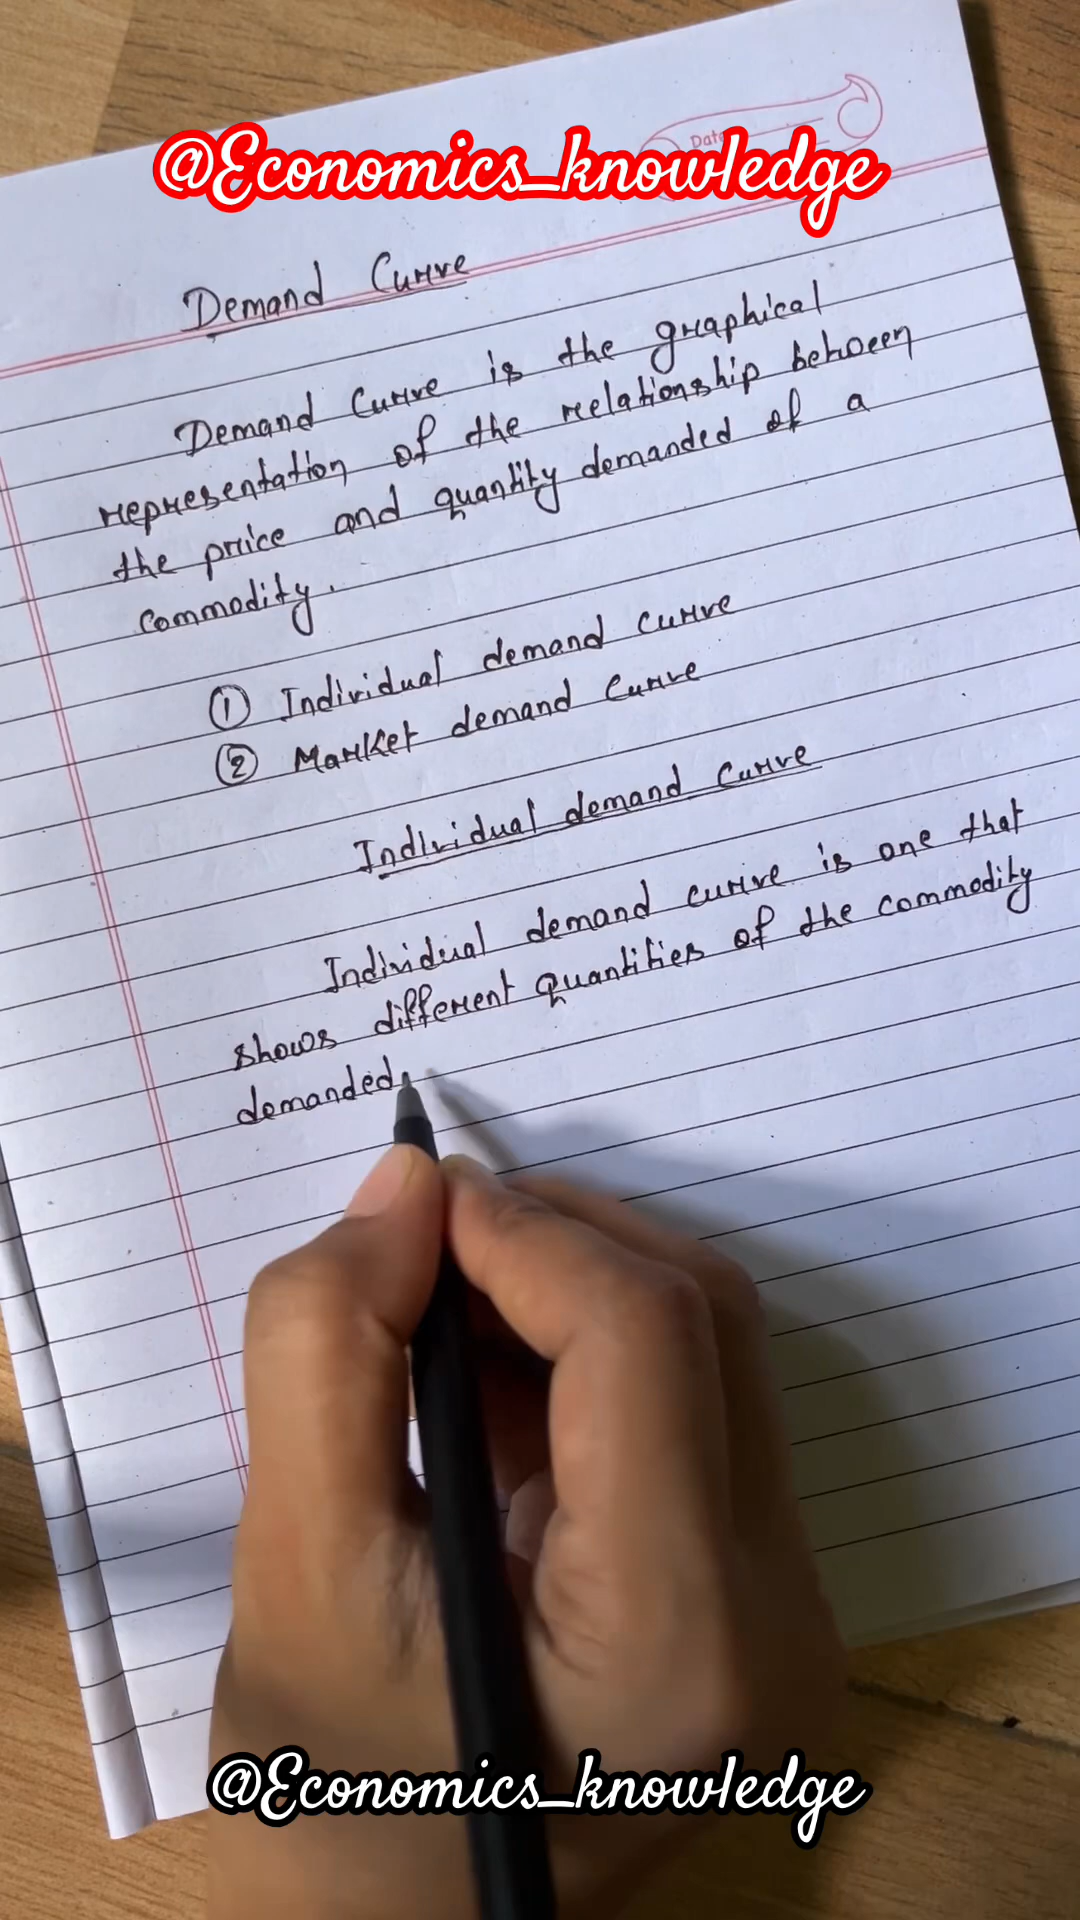 @Economics_knowledge
Date
Demand Curve
Demand Curve is the graphical
representation of the relationship between
the price and quantity demanded of a
commodity.
① Individual demand curve
② Market demand curve
Individual demand curve
Individual demand curve is one that
shows different quantities of the commodity
demanded
@Economics_knowledge